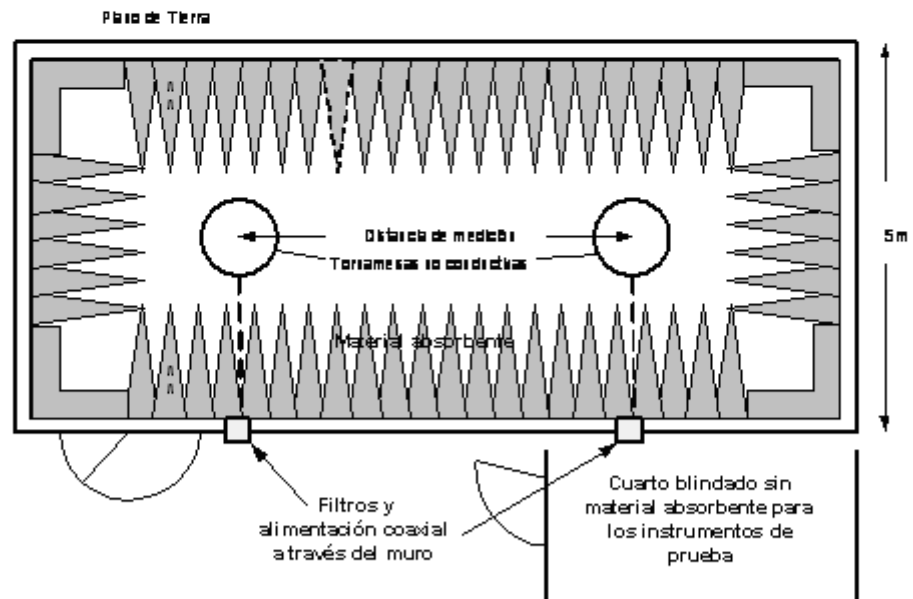 Plano de Tierra
Distancia de medición
Tornamesas no conductivas
5m
Material absorbente
Filtros y
alimentación coaxial
a través del muro
Cuarto blindado sin
material absorbente para
los instrumentos de
prueba